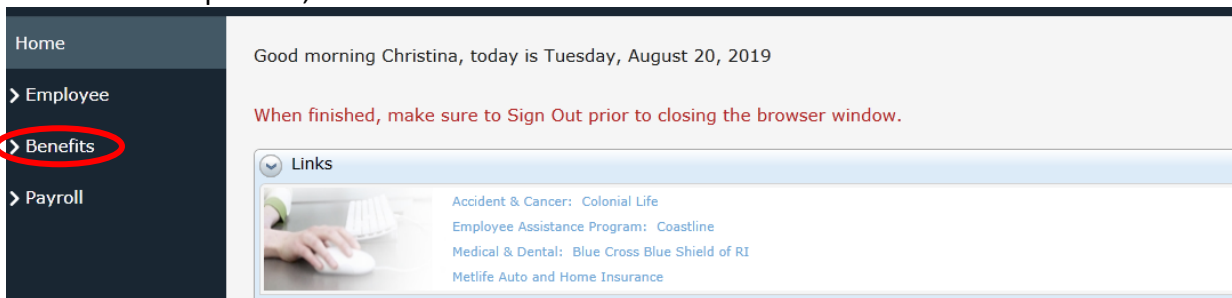 Home
Employee
Benefits
Payroll
Good morning Christina, today is Tuesday, August 20, 2019
When finished, make sure to Sign Out prior to closing the browser window.
Links
Accident & Cancer: Colonial Life
Employee Assistance Program: Coastline
Medical & Dental: Blue Cross Blue Shield of RI
Metlife Auto and Home Insurance